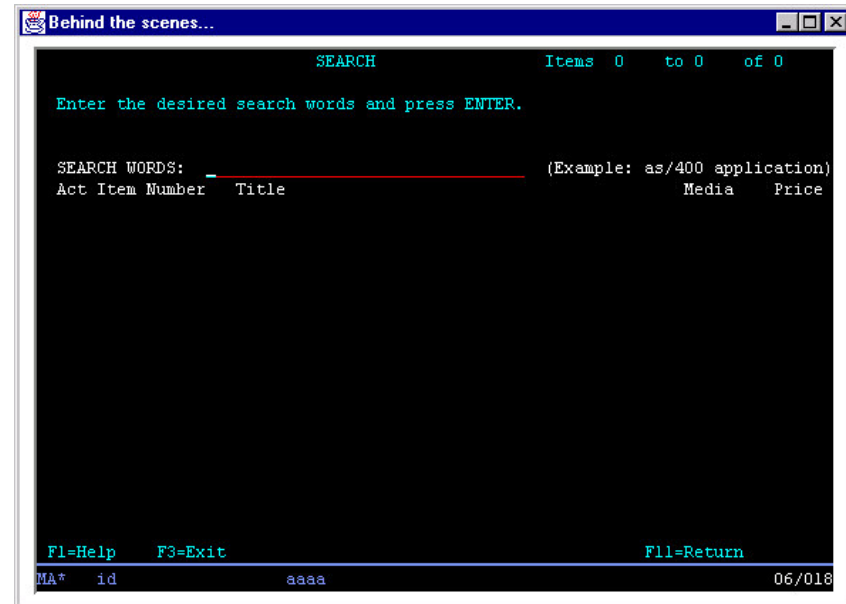 Behind the scenes...
SEARCH Items 0 to 0 of 0
Enter the desired search words and press ENTER.
SEARCH WORDS: (Example: as/400 application)
Act Item Number Title Media Price
F1=Help F3=Exit F11=Return
MA* id aaaa 06/018